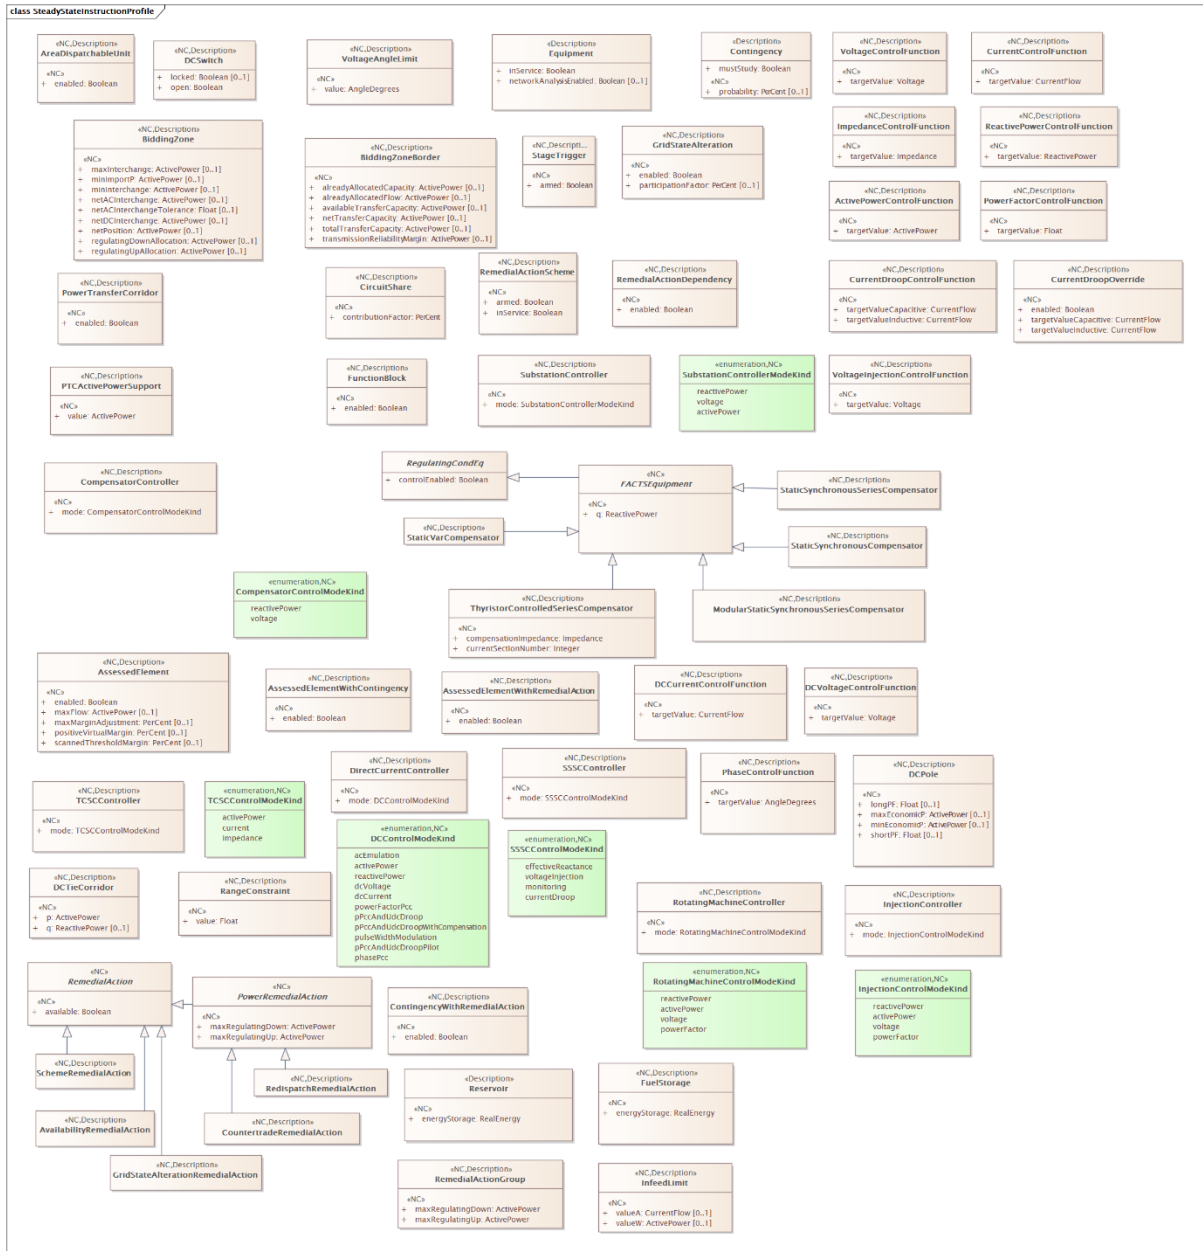 class SteadyStateInstructionProfile
«NC,Description»
AreaDispatchableUnit
«NC»
+ enabled: Boolean
«NC,Description»
DCSwitch
+ locked: Boolean [0..1]
+ open: Boolean
«NC,Description»
VoltageAngleLimit
«NC»
+ value: AngleDegrees
«Description»
Equipment
+ inService: Boolean
+ networkAnalysisEnabled: Boolean [0..1]
«Description»
Contingency
+ mustStudy: Boolean
«NC»
+ probability: PerCent [0..1]
«NC,Description»
VoltageControlFunction
«NC»
+ targetValue: Voltage
«NC,Description»
CurrentControlFunction
«NC»
+ targetValue: CurrentFlow
«NC,Description»
BiddingZone
«NC»
+ maxInterchange: ActivePower [0..1]
+ minImportP: ActivePower [0..1]
+ minInterchange: ActivePower [0..1]
+ netACInterchange: ActivePower [0..1]
+ netACInterchangeTolerance: Float [0..1]
+ netDCInterchange: ActivePower [0..1]
+ netPosition: ActivePower [0..1]
+ regulatingDownAllocation: ActivePower [0..1]
+ regulatingUpAllocation: ActivePower [0..1]
«NC,Description»
BiddingZoneBorder
«NC»
+ alreadyAllocatedCapacity: ActivePower [0..1]
+ alreadyAllocatedFlow: ActivePower [0..1]
+ availableTransferCapacity: ActivePower [0..1]
+ netTransferCapacity: ActivePower [0..1]
+ totalTransferCapacity: ActivePower [0..1]
+ transmissionReliabilityMargin: ActivePower [0..1]
«NC,Descripti...
StageTrigger
«NC»
+ armed: Boolean
«NC,Description»
GridStateAlteration
«NC»
+ enabled: Boolean
+ participationFactor: PerCent [0..1]
«NC,Description»
ImpedanceControlFunction
«NC»
+ targetValue: Impedance
«NC,Description»
ReactivePowerControlFunction
«NC»
+ targetValue: ReactivePower
«NC,Description»
ActivePowerControlFunction
«NC»
+ targetValue: ActivePower
«NC,Description»
PowerFactorControlFunction
«NC»
+ targetValue: Float
«NC,Description»
PowerTransferCorridor
«NC»
+ enabled: Boolean
«NC,Description»
CircuitShare
«NC»
+ contributionFactor: PerCent
«NC,Description»
RemedialActionScheme
«NC»
+ armed: Boolean
+ inService: Boolean
«NC,Description»
RemedialActionDependency
«NC»
+ enabled: Boolean
«NC,Description»
CurrentDroopControlFunction
«NC»
+ targetValueCapacitive: CurrentFlow
+ targetValueInductive: CurrentFlow
«NC,Description»
CurrentDroopOverride
«NC»
+ enabled: Boolean
+ targetValueCapacitive: CurrentFlow
+ targetValueInductive: CurrentFlow
«NC,Description»
PTCActivePowerSupport
«NC»
+ value: ActivePower
«NC,Description»
FunctionBlock
«NC»
+ enabled: Boolean
«NC,Description»
SubstationController
«NC»
+ mode: SubstationControllerModeKind
«enumeration,NC»
SubstationControllerModeKind
reactivePower
voltage
activePower
«NC,Description»
VoltageInjectionControlFunction
«NC»
+ targetValue: Voltage
«NC,Description»
CompensatorController
«NC»
+ mode: CompensatorControlModeKind
RegulatingCondEq
+ controlEnabled: Boolean
«NC»
FACTSEquipment
«NC»
+ q: ReactivePower
«NC,Description»
StaticSynchronousSeriesCompensator
«NC,Description»
StaticVarCompensator
«NC,Description»
StaticSynchronousCompensator
«enumeration,NC»
CompensatorControlModeKind
reactivePower
voltage
«NC,Description»
ThyristorControlledSeriesCompensator
«NC»
+ compensationImpedance: Impedance
+ currentSectionNumber: Integer
«NC,Description»
ModularStaticSynchronousSeriesCompensator
«NC,Description»
AssessedElement
«NC»
+ enabled: Boolean
+ maxFlow: ActivePower [0..1]
+ maxMarginAdjustment: PerCent [0..1]
+ positiveVirtualMargin: PerCent [0..1]
+ scannedThresholdMargin: PerCent [0..1]
«NC,Description»
AssessedElementWithContingency
«NC»
+ enabled: Boolean
«NC,Description»
AssessedElementWithRemedialAction
«NC»
+ enabled: Boolean
«NC,Description»
DCCurrentControlFunction
«NC»
+ targetValue: CurrentFlow
«NC,Description»
DCVoltageControlFunction
«NC»
+ targetValue: Voltage
«NC,Description»
TCSCController
«NC»
+ mode: TCSCControlModeKind
«enumeration,NC»
TCSCControlModeKind
activePower
current
impedance
«NC,Description»
DirectCurrentController
«NC»
+ mode: DCControlModeKind
«NC,Description»
SSSCController
«NC»
+ mode: SSSCControlModeKind
«NC,Description»
PhaseControlFunction
«NC»
+ targetValue: AngleDegrees
«NC,Description»
DCPole
«NC»
+ longPF: Float [0..1]
+ maxEconomicP: ActivePower [0..1]
+ minEconomicP: ActivePower [0..1]
+ shortPF: Float [0..1]
«enumeration,NC»
DCControlModeKind
acEmulation
activePower
reactivePower
dcVoltage
dcCurrent
powerFactorPcc
pPccAndUdcDroop
pPccAndUdcDroopWithCompensation
pulseWidthModulation
pPccAndUdcDroopPilot
phasePcc
«enumeration,NC»
SSSCControlModeKind
effectiveReactance
voltageInjection
monitoring
currentDroop
«NC,Description»
DCTieCorridor
«NC»
+ p: ActivePower
+ q: ReactivePower [0..1]
«NC,Description»
RangeConstraint
«NC»
+ value: Float
«NC,Description»
RotatingMachineController
«NC»
+ mode: RotatingMachineControlModeKind
«NC,Description»
InjectionController
«NC»
+ mode: InjectionControlModeKind
«NC»
RemedialAction
«NC»
+ available: Boolean
«NC»
PowerRemedialAction
«NC»
+ maxRegulatingDown: ActivePower
+ maxRegulatingUp: ActivePower
«NC,Description»
ContingencyWithRemedialAction
«NC»
+ enabled: Boolean
«enumeration,NC»
RotatingMachineControlModeKind
reactivePower
activePower
voltage
powerFactor
«enumeration,NC»
InjectionControlModeKind
reactivePower
activePower
voltage
powerFactor
«NC,Description»
SchemeRemedialAction
«NC,Description»
RedispatchRemedialAction
«Description»
Reservoir
«NC»
+ energyStorage: RealEnergy
«NC,Description»
FuelStorage
«NC»
+ energyStorage: RealEnergy
«NC,Description»
AvailabilityRemedialAction
«NC,Description»
CountertradeRemedialAction
«NC,Description»
GridStateAlterationRemedialAction
«NC,Description»
RemedialActionGroup
«NC»
+ maxRegulatingDown: ActivePower
+ maxRegulatingUp: ActivePower
«NC,Description»
InfeedLimit
«NC»
+ valueA: CurrentFlow [0..1]
+ valueW: ActivePower [0..1]